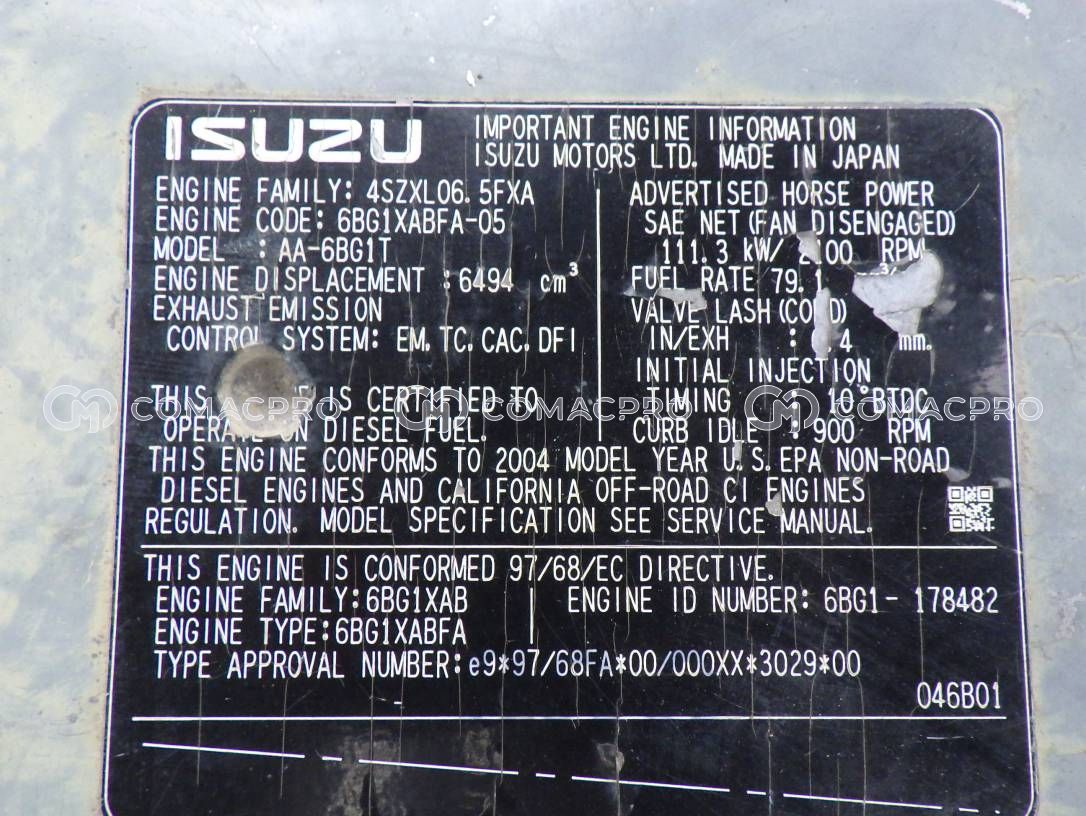 ISUZU
IMPORTANT ENGINE INFORMATION
ISUZU MOTORS LTD. MADE IN JAPAN
ENGINE FAMILY: 4SZXL06.5FXA
ENGINE CODE: 6BG1XABFA-05
MODEL : AA-6BG1T
ENGINE DISPLACEMENT : 6494 cm³
EXHAUST EMISSION
CONTROL SYSTEM: EM.TC.CAC.DFI
THIS IS CERTIFIED TO
OPERATE ON DIESEL FUEL.
ADVERTISED HORSE POWER
SAE NET (FAN DISENGAGED)
111.3 kW/ 2100 RPM
FUEL RATE 79.1
VALVE LASH (COLD)
IN/EXH : mm.
INITIAL INJECTION
TIMING : 10°BTDC
CURB IDLE : 900 RPM
THIS ENGINE CONFORMS TO 2004 MODEL YEAR U.S. EPA NON-ROAD
DIESEL ENGINES AND CALIFORNIA OFF-ROAD CI ENGINES
REGULATION. MODEL SPECIFICATION SEE SERVICE MANUAL.
THIS ENGINE IS CONFORMED 97/68/EC DIRECTIVE.
ENGINE FAMILY: 6BG1XAB
ENGINE ID NUMBER: 6BG1- 178482
ENGINE TYPE: 6BG1XABFA
TYPE APPROVAL NUMBER: e9*97/68FA*00/000XX*3029*00
046B01
COMACPRO COMACPRO COMACPRO